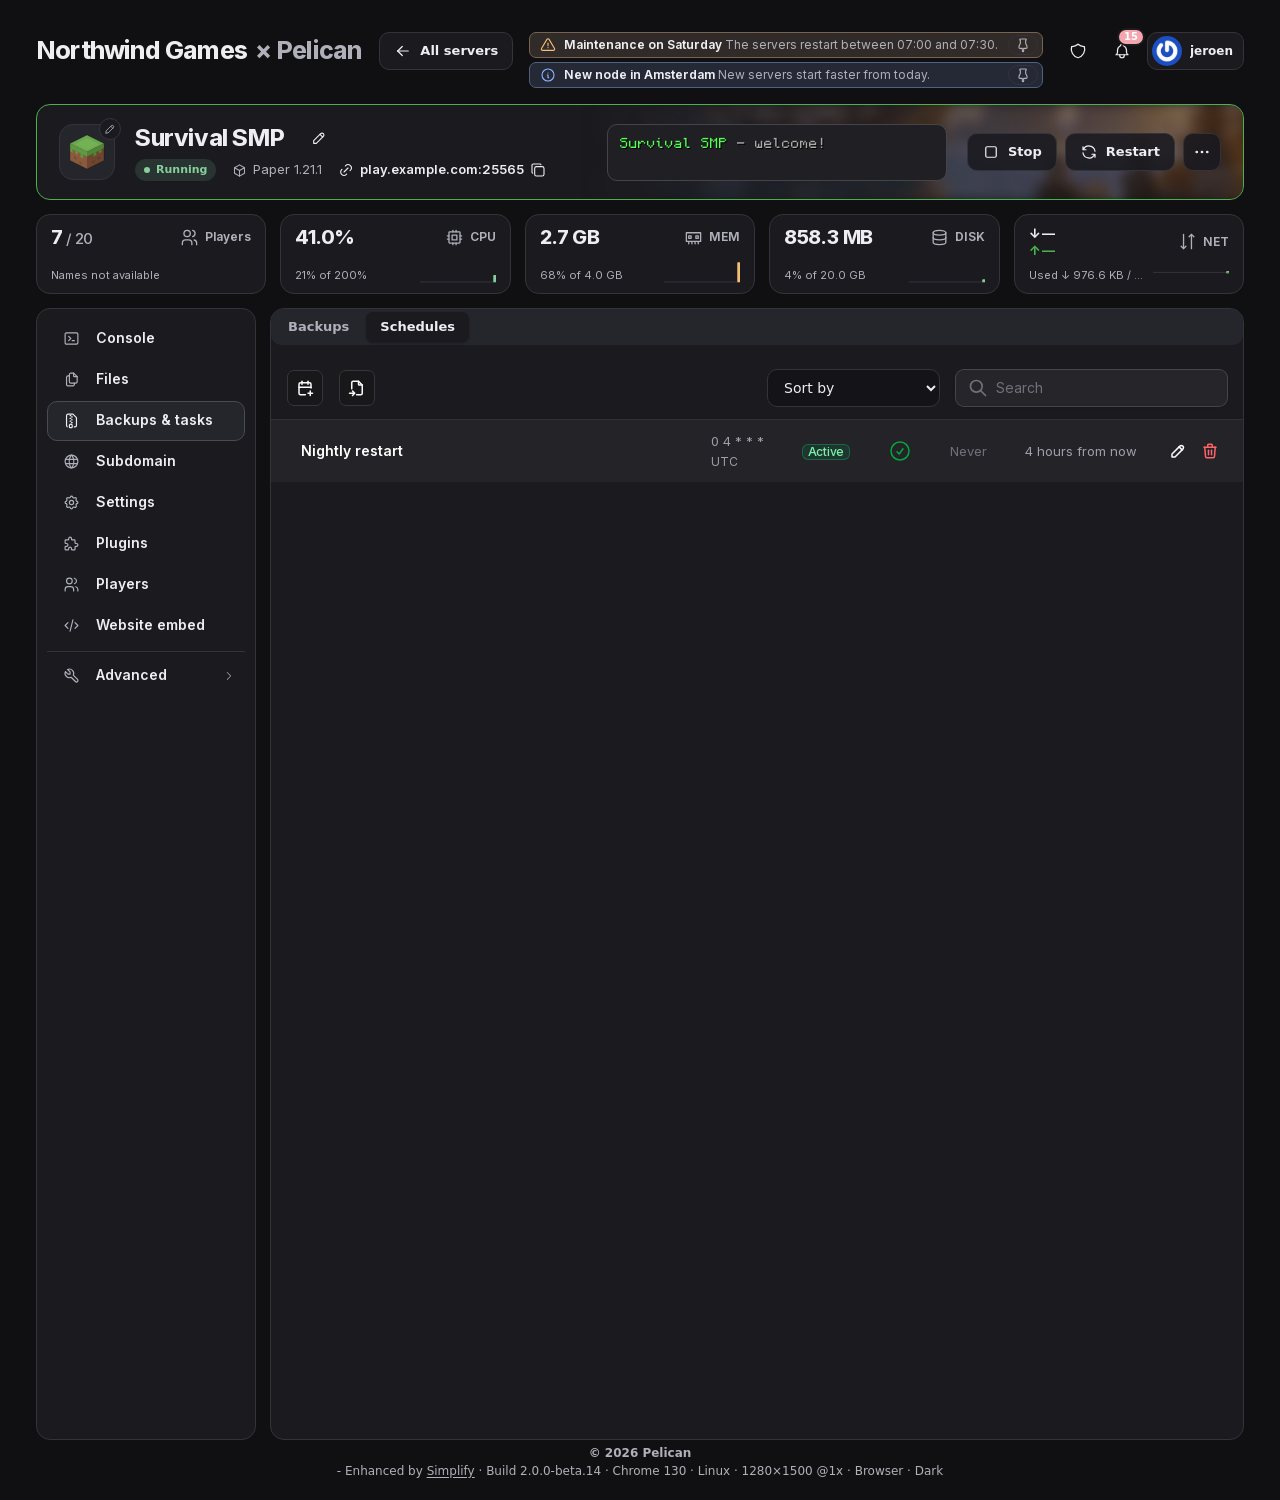 Northwind Games × Pelican
All servers
Maintenance on Saturday The servers restart between 07:00 and 07:30.
New node in Amsterdam New servers start faster from today.
15
jeroen
Survival SMP
Running
Paper 1.21.1
play.example.com:25565
Survival SMP - welcome!
Stop
Restart
7 / 20
Players
Names not available
41.0%
CPU
21% of 200%
2.7 GB
MEM
68% of 4.0 GB
858.3 MB
DISK
4% of 20.0 GB
↓—
↑—
NET
Used ↓ 976.6 KB / ...
Console
Files
Backups & tasks
Subdomain
Settings
Plugins
Players
Website embed
Advanced
Backups
Schedules
Sort by
Search
Nightly restart
0 4 * * *
UTC
Active
Never
4 hours from now
© 2026 Pelican
- Enhanced by Simplify · Build 2.0.0-beta.14 · Chrome 130 · Linux · 1280×1500 @1x · Browser · Dark